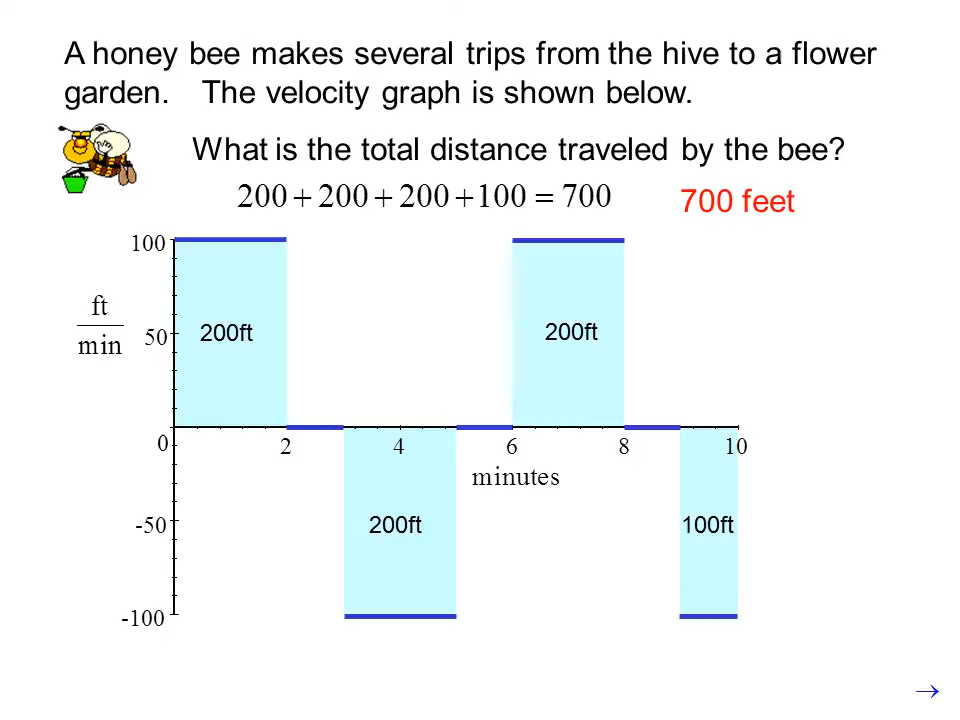 A honey bee makes several trips from the hive to a flower
garden. The velocity graph is shown below.
What is the total distance traveled by the bee?
200 + 200 + 200 + 100 = 700
700 feet
100
ft
min
50
200ft
200ft
0
2
4
6
8
10
minutes
-50
200ft
100ft
-100
→